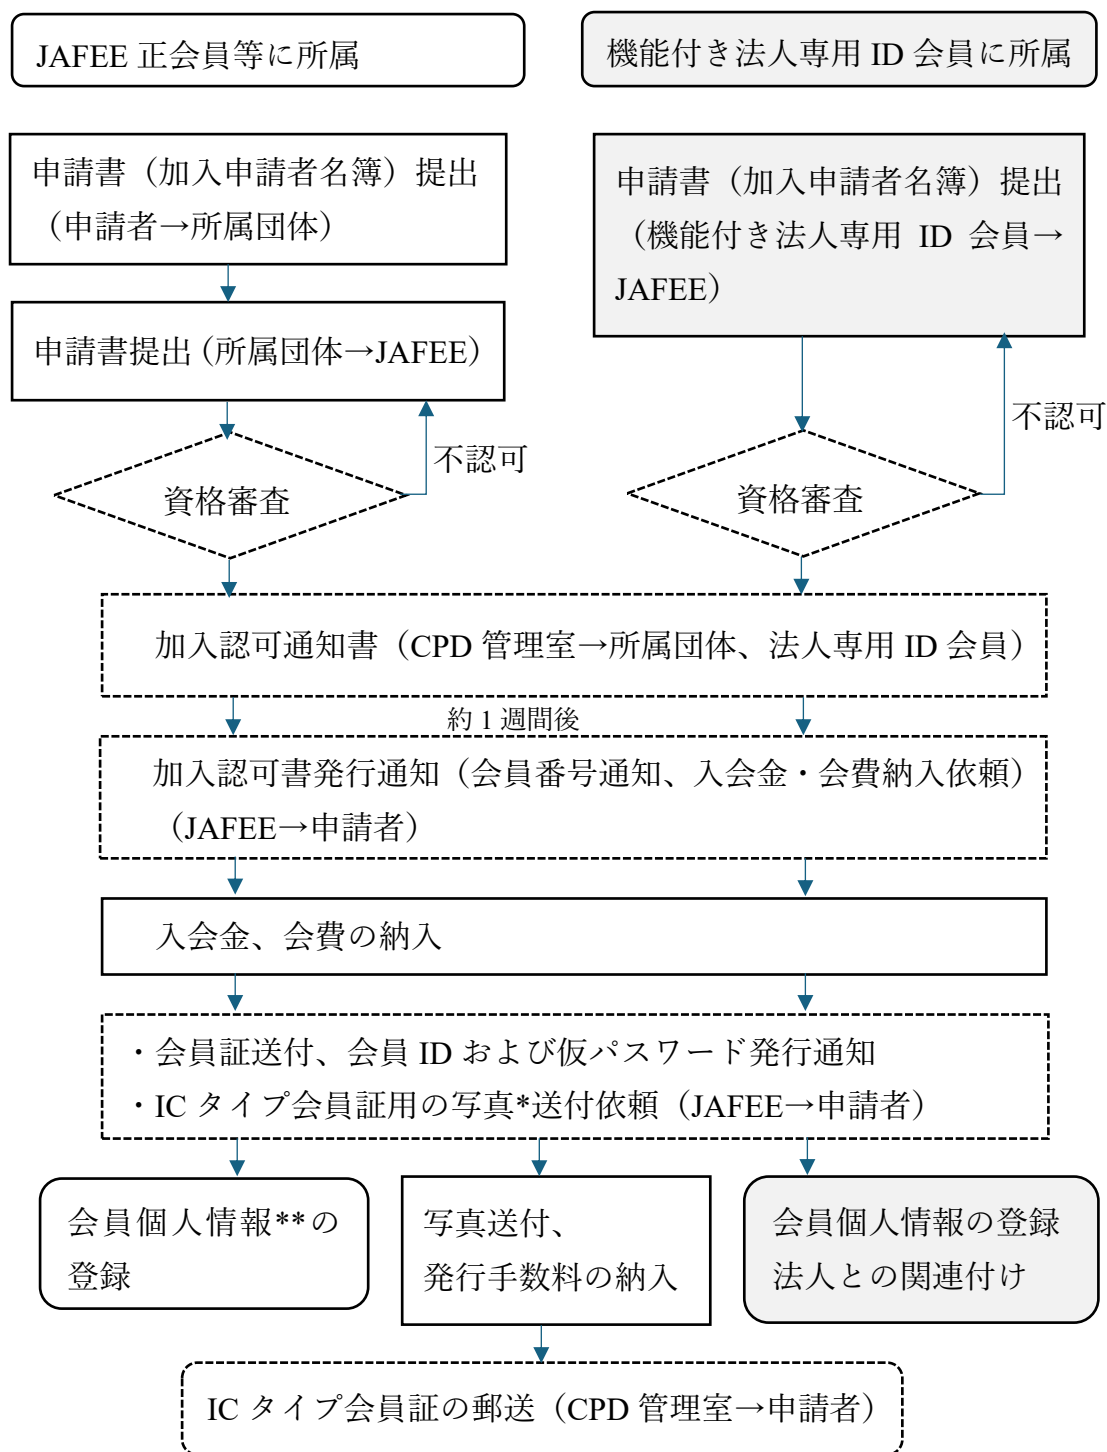 JAFEE 正会員等に所属
機能付き法人専用 ID 会員に所属
申請書（加入申請者名簿）提出
（申請者→所属団体）
申請書（加入申請者名簿）提出
（機能付き法人専用 ID 会員→
JAFEE）
申請書提出（所属団体→JAFEE）
不認可
不認可
資格審査
資格審査
加入認可通知書（CPD 管理室→所属団体、法人専用 ID 会員）
約 1 週間後
加入認可書発行通知（会員番号通知、入会金・会費納入依頼）
（JAFEE→申請者）
入会金、会費の納入
・会員証送付、会員 ID および仮パスワード発行通知
・IC タイプ会員証用の写真*送付依頼（JAFEE→申請者）
会員個人情報**の
登録
写真送付、
発行手数料の納入
会員個人情報の登録
法人との関連付け
IC タイプ会員証の郵送（CPD 管理室→申請者）